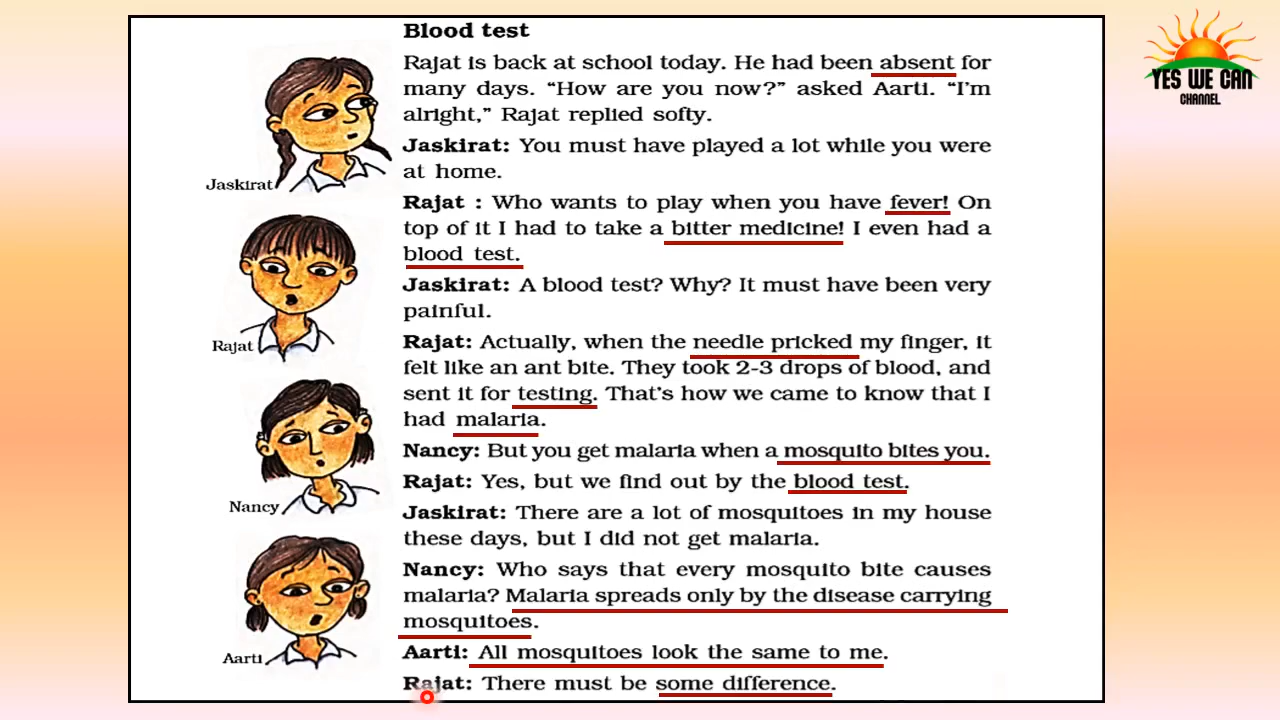 Blood test
Rajat is back at school today. He had been absent for
many days. “How are you now?” asked Aarti. “I’m
alright,” Rajat replied softy.
Jaskirat: You must have played a lot while you were
at home.
Rajat : Who wants to play when you have fever! On
top of it I had to take a bitter medicine! I even had a
blood test.
Jaskirat: A blood test? Why? It must have been very
painful.
Rajat: Actually, when the needle pricked my finger, it
felt like an ant bite. They took 2-3 drops of blood, and
sent it for testing. That’s how we came to know that I
had malaria.
Nancy: But you get malaria when a mosquito bites you.
Rajat: Yes, but we find out by the blood test.
Jaskirat: There are a lot of mosquitoes in my house
these days, but I did not get malaria.
Nancy: Who says that every mosquito bite causes
malaria? Malaria spreads only by the disease carrying
mosquitoes.
Aarti: All mosquitoes look the same to me.
Rajat: There must be some difference.
Jaskirat
Rajat
Nancy
Aarti
YES WE CAN
CHANNEL